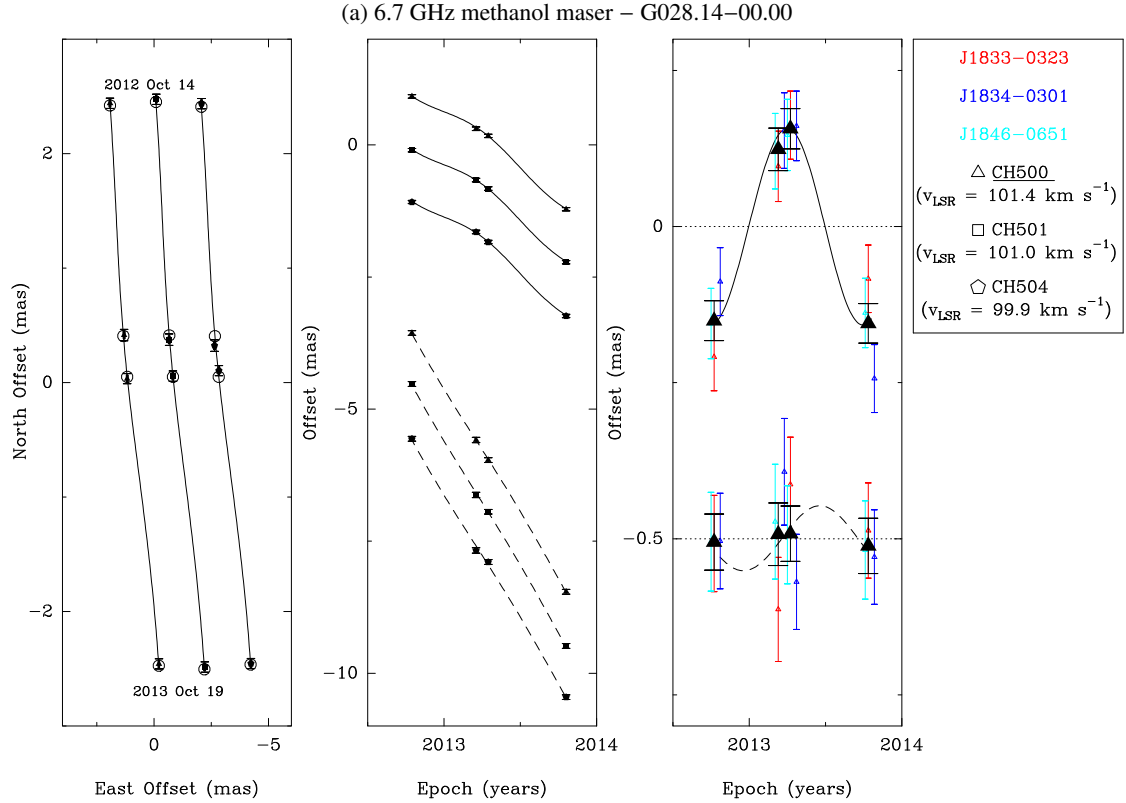 (a) 6.7 GHz methanol maser – G028.14−00.00
2012 Oct 14
2013 Oct 19
2
0
−2
North Offset (mas)
0
−5
East Offset (mas)
0
−5
−10
Offset (mas)
2013
2014
Epoch (years)
0
−0.5
Offset (mas)
2013
2014
Epoch (years)
J1833−0323
J1834−0301
J1846−0651
CH500
(vLSR = 101.4 km s−1)
CH501
(vLSR = 101.0 km s−1)
CH504
(vLSR = 99.9 km s−1)